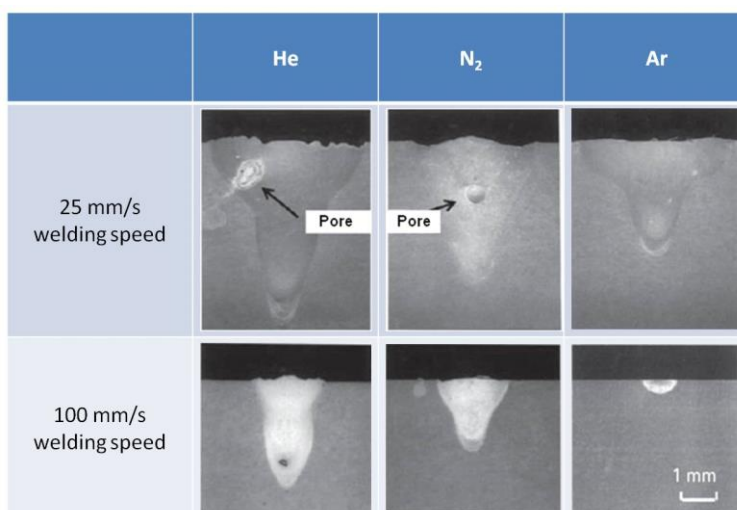 He
N₂
Ar
25 mm/s
welding speed
Pore
Pore
100 mm/s
welding speed
1 mm